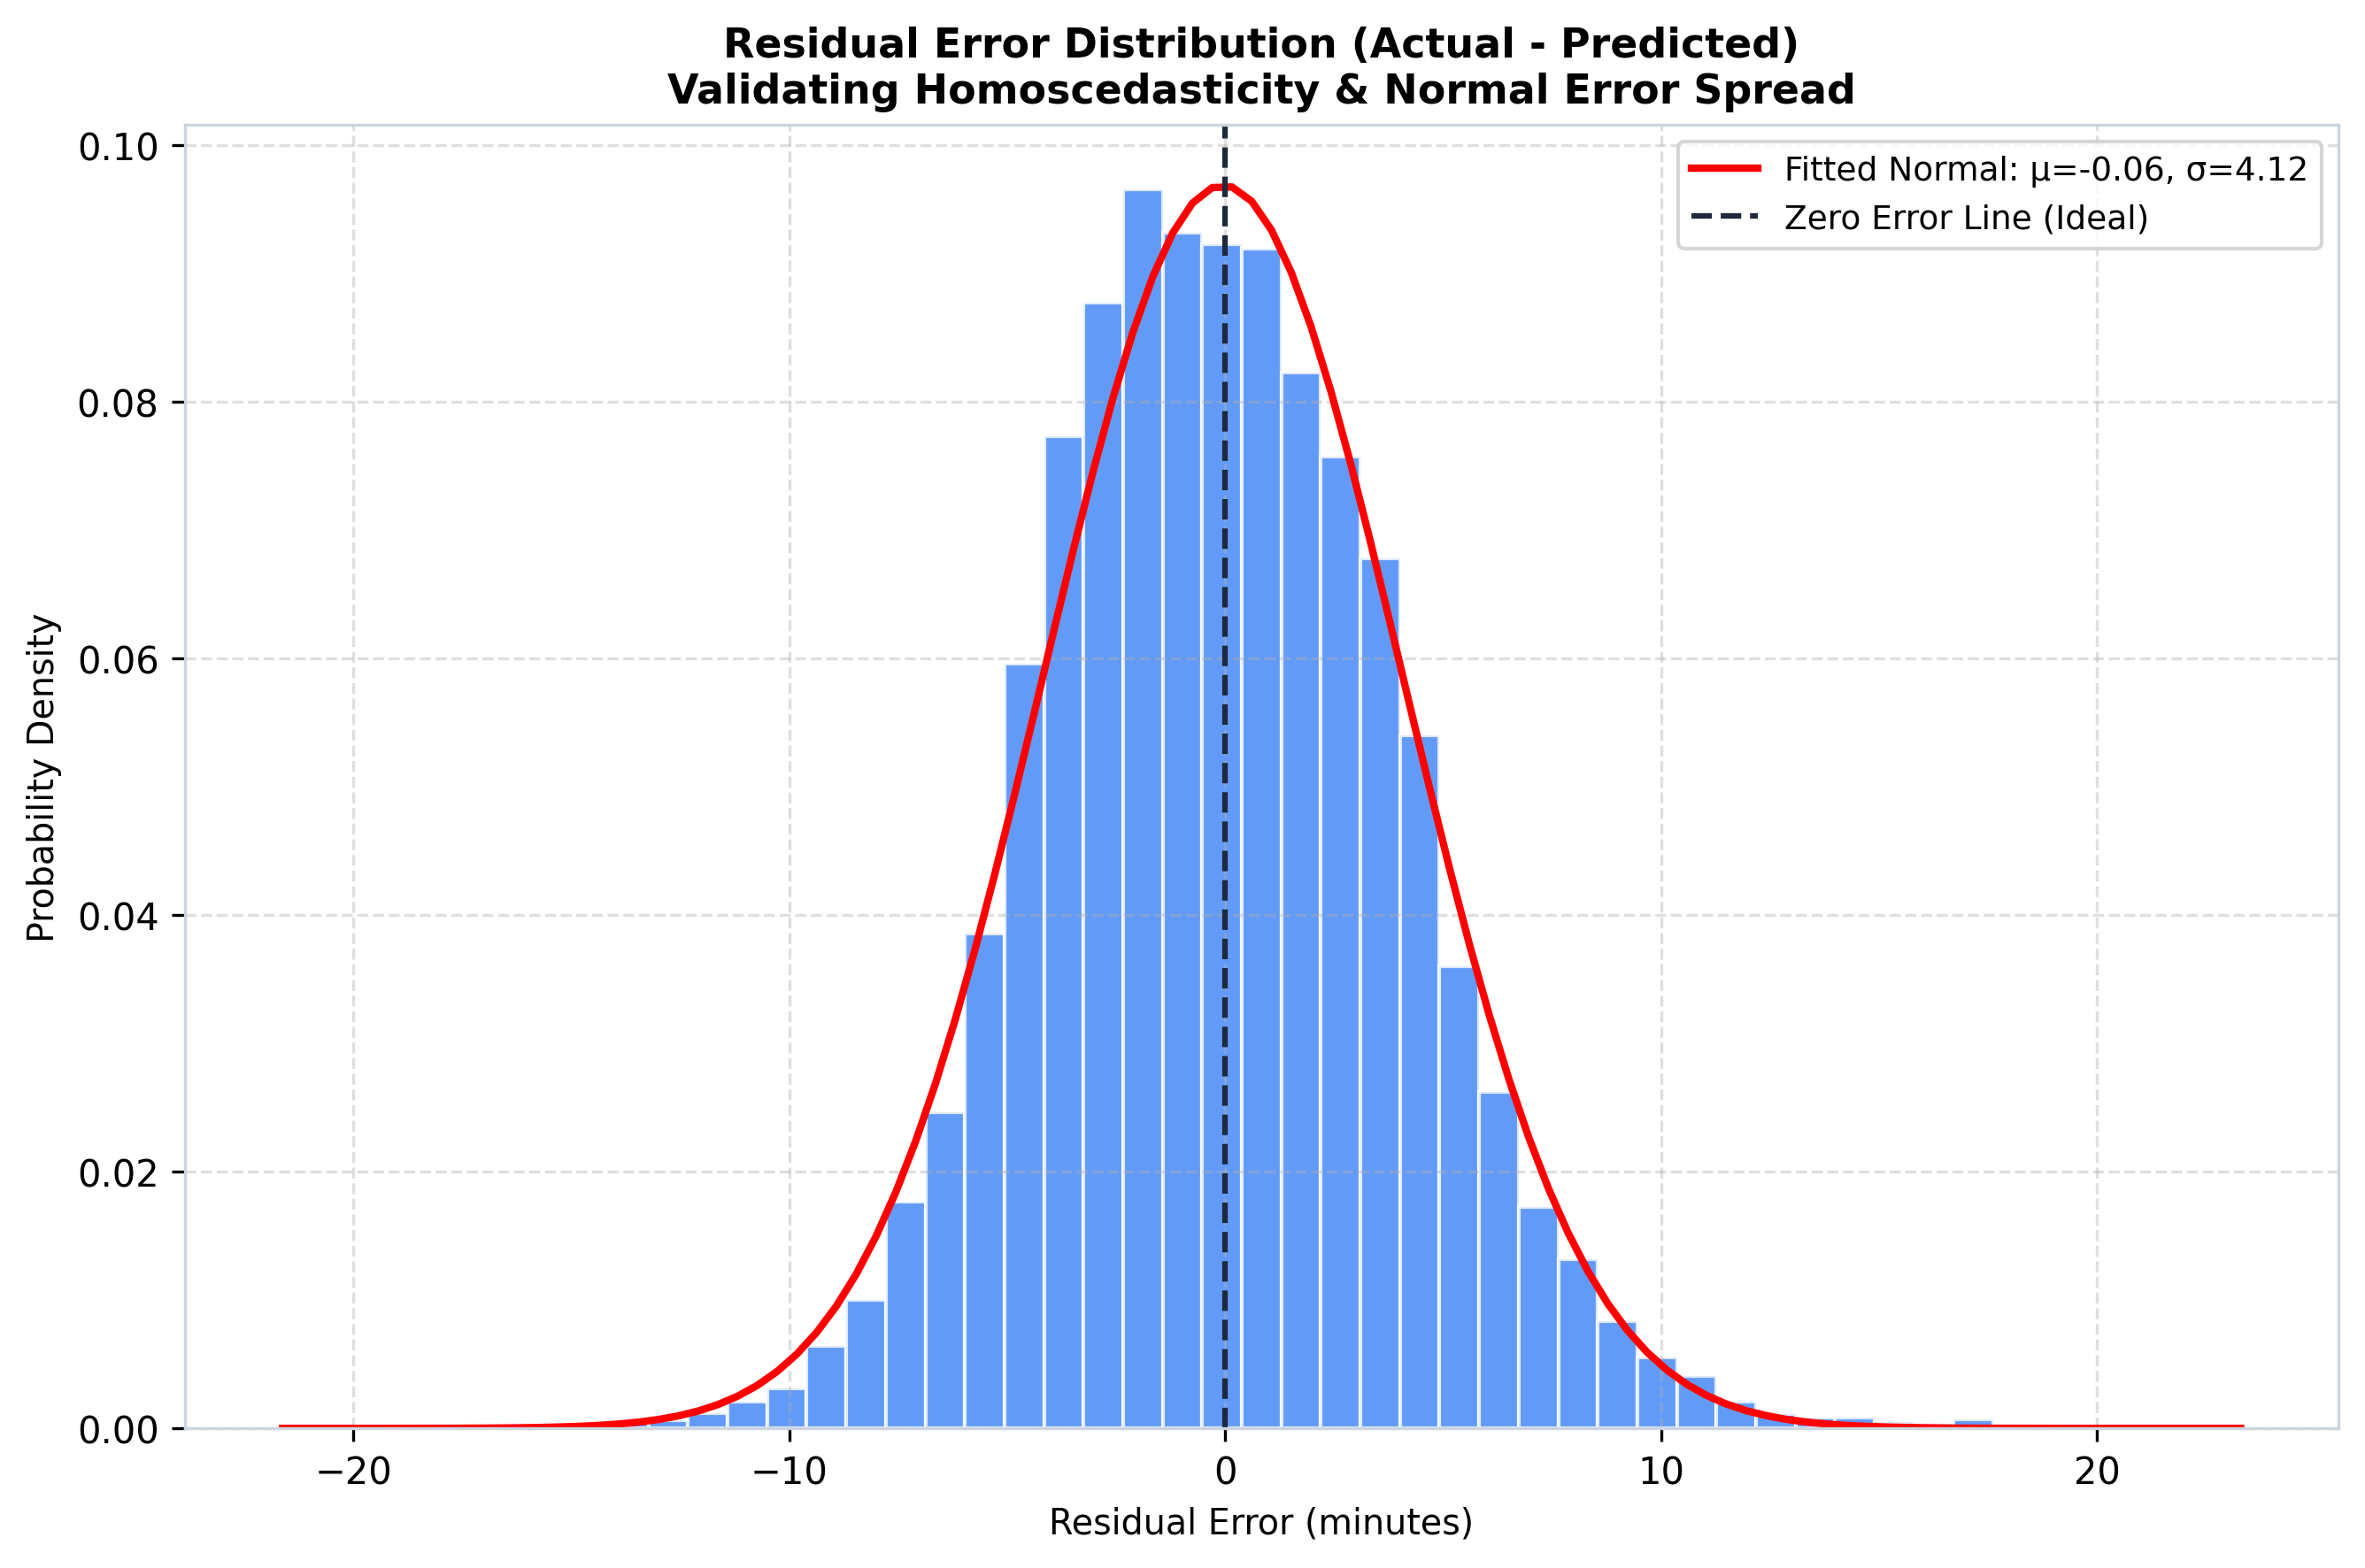 Residual Error Distribution (Actual - Predicted)
Validating Homoscedasticity & Normal Error Spread
Fitted Normal: μ=-0.06, σ=4.12
Zero Error Line (Ideal)
Probability Density
0.10
0.08
0.06
0.04
0.02
0.00
−20
−10
0
10
20
Residual Error (minutes)